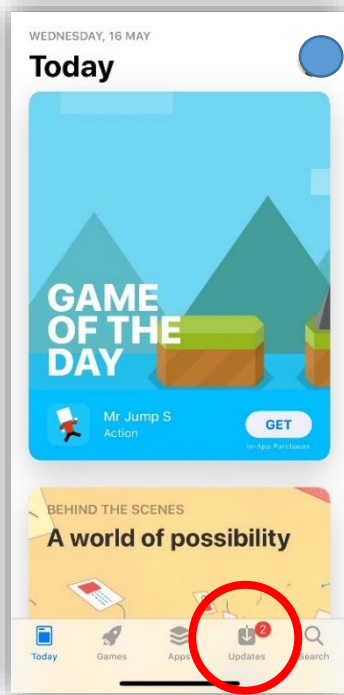 WEDNESDAY, 16 MAY
Today
GAME
OF THE
DAY
Mr Jump S
Action
GET
In-App Purchases
BEHIND THE SCENES
A world of possibility
2
Today
Games
Apps
Updates
Search